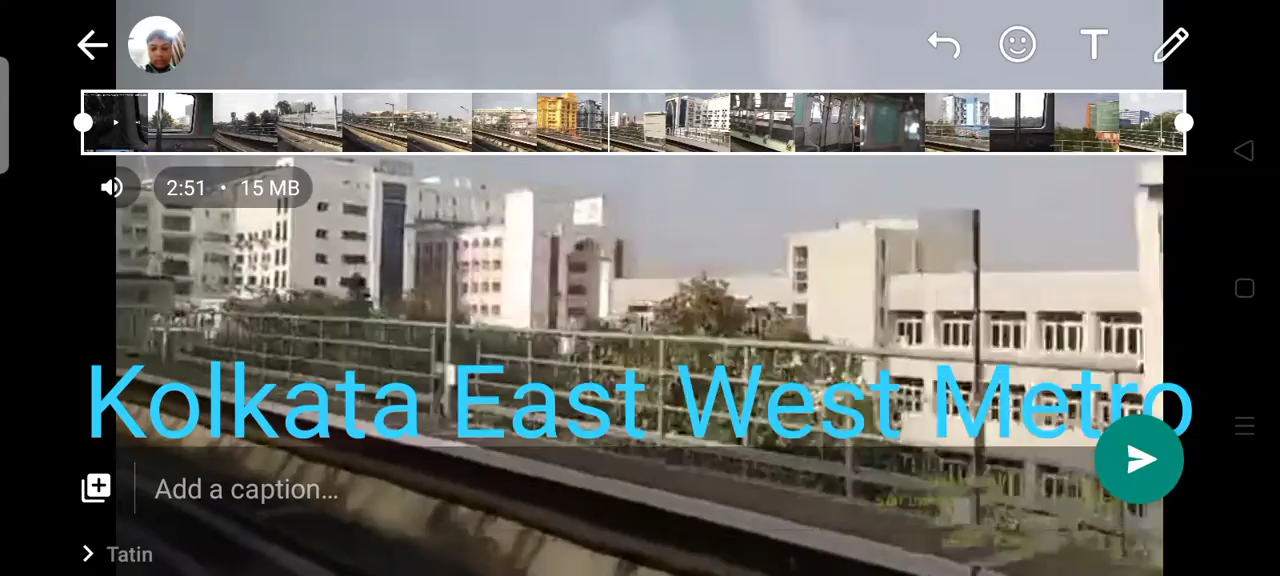 T
2:51 • 15 MB
Kolkata East West Metro
Add a caption...
Tatin